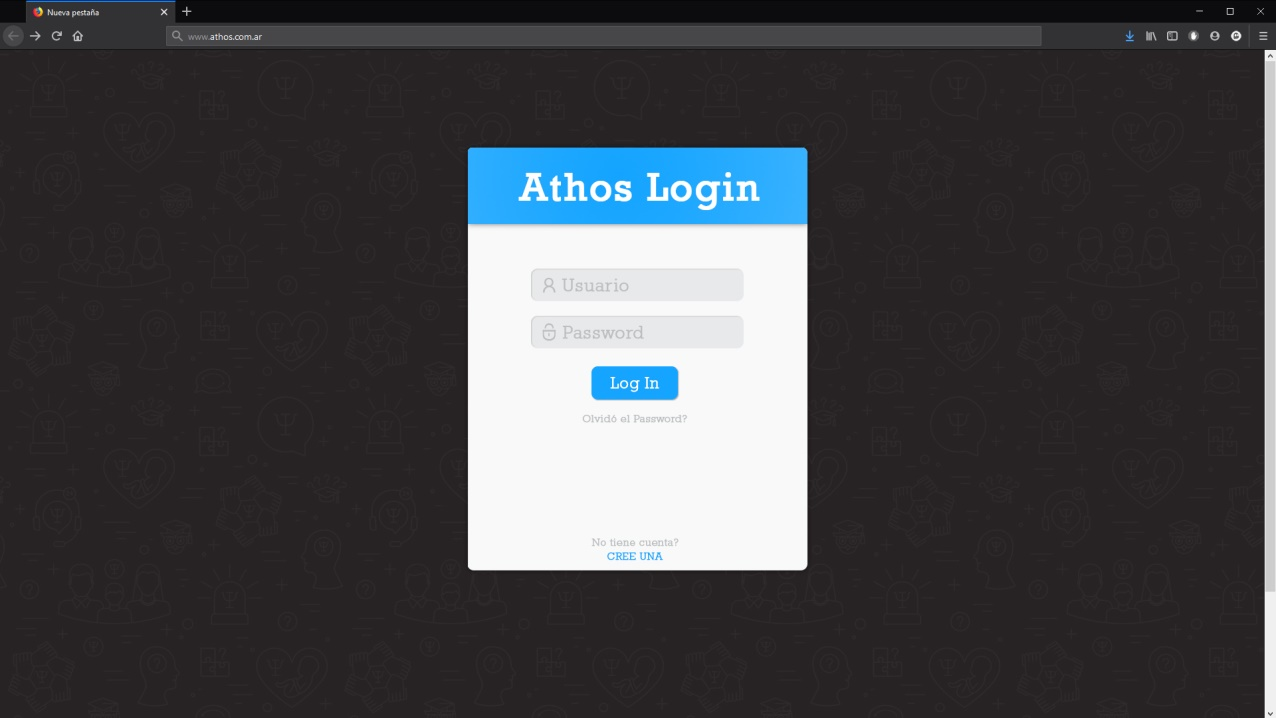 Nueva pestaña
www.athos.com.ar
Athos Login
Usuario
Password
Log In
Olvidó el Password?
No tiene cuenta?
CREE UNA